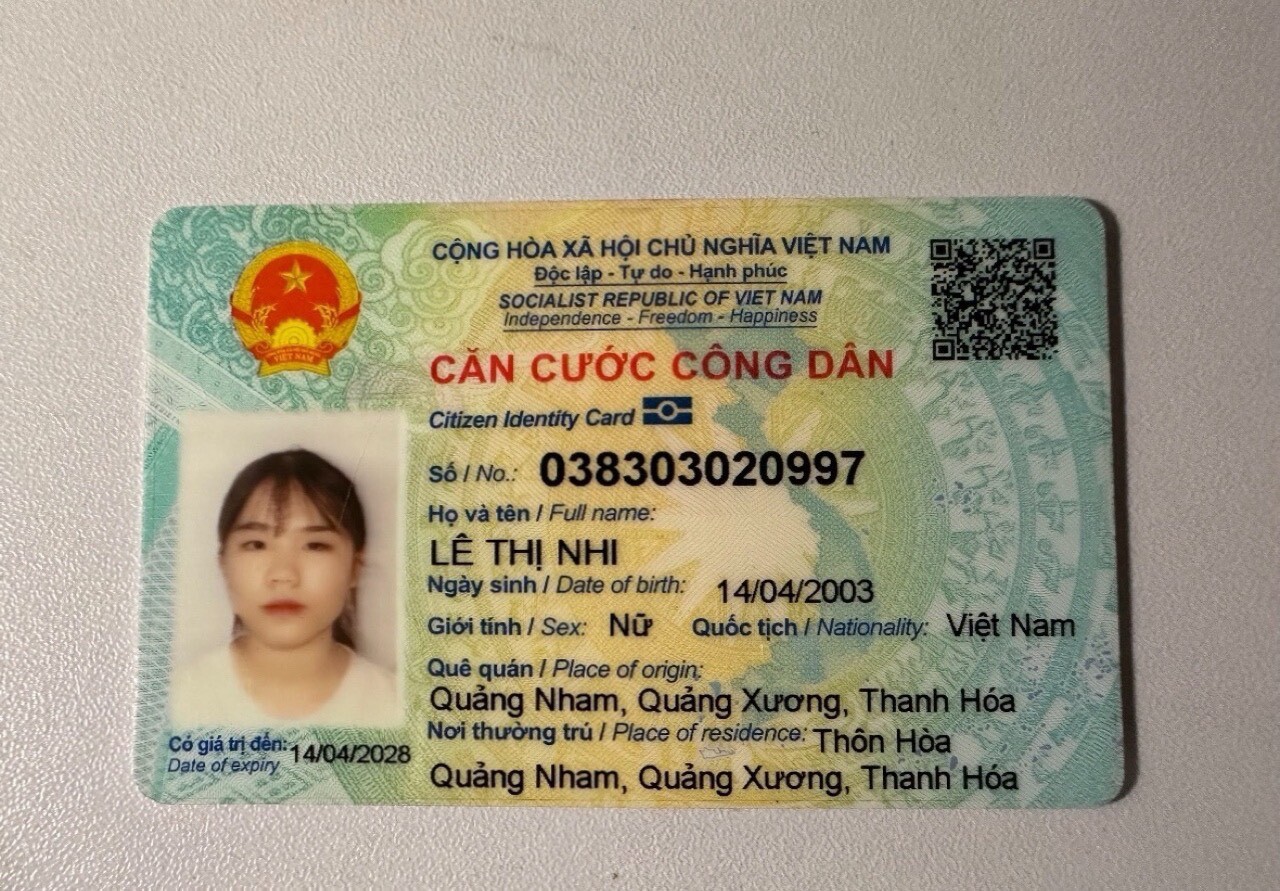 CỘNG HÒA XÃ HỘI CHỦ NGHĨA VIỆT NAM
Độc lập - Tự do - Hạnh phúc
SOCIALIST REPUBLIC OF VIET NAM
Independence - Freedom - Happiness
VIỆT NAM
CĂN CƯỚC CÔNG DÂN
Citizen Identity Card
Số / No.: 038303020997
Họ và tên / Full name:
LÊ THỊ NHI
Ngày sinh / Date of birth: 14/04/2003
Giới tính / Sex: Nữ Quốc tịch / Nationality: Việt Nam
Quê quán / Place of origin:
Quảng Nham, Quảng Xương, Thanh Hóa
Nơi thường trú / Place of residence: Thôn Hòa
Quảng Nham, Quảng Xương, Thanh Hóa
Có giá trị đến: 14/04/2028
Date of expiry